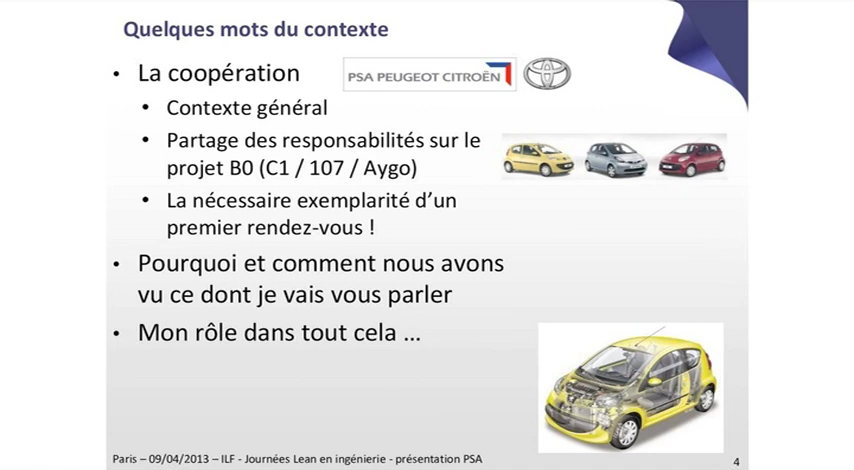 Quelques mots du contexte
• La coopération
PSA PEUGEOT CITROËN
• Contexte général
• Partage des responsabilités sur le
projet B0 (C1 / 107 / Aygo)
• La nécessaire exemplarité d’un
premier rendez-vous !
• Pourquoi et comment nous avons
vu ce dont je vais vous parler
• Mon rôle dans tout cela …
Paris – 09/04/2013 – ILF - Journées Lean en ingénierie - présentation PSA
4